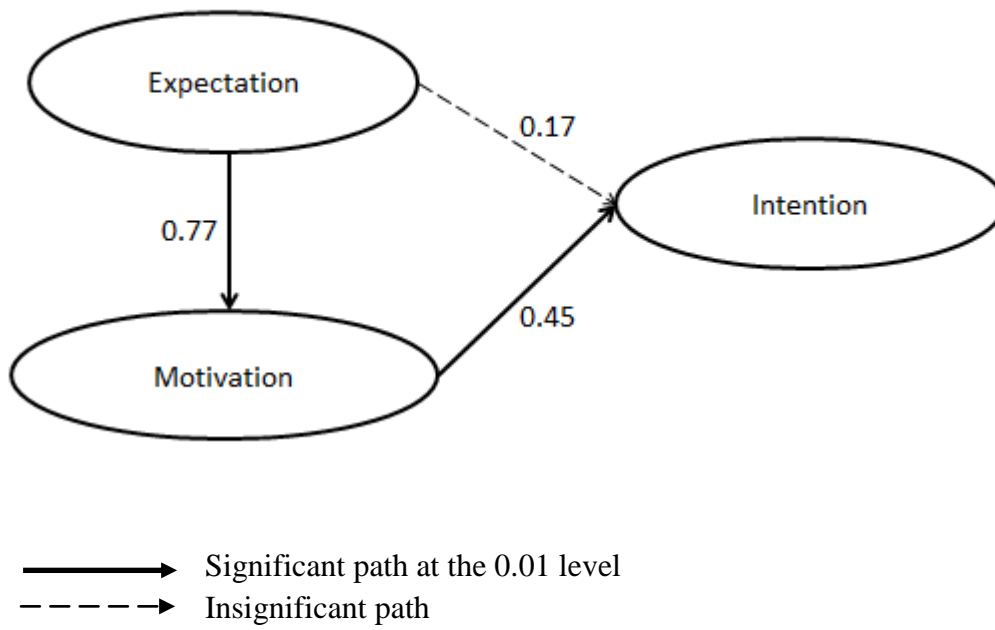 Expectation
0.17
Intention
0.77
0.45
Motivation
Significant path at the 0.01 level
Insignificant path